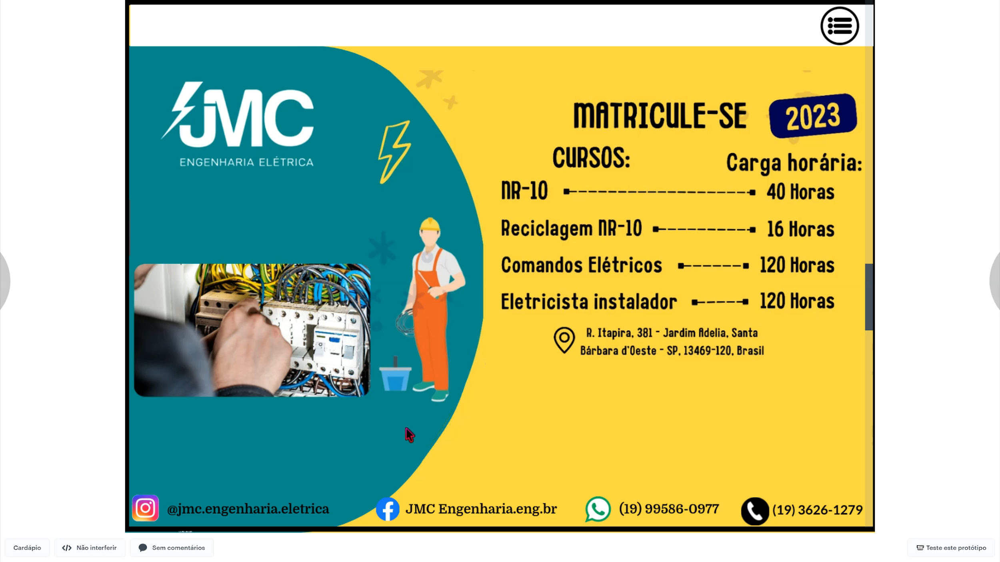 JMC
ENGENHARIA ELÉTRICA
MATRICULE-SE
2023
CURSOS:
Carga horária:
NR-10 40 Horas
Reciclagem NR-10 16 Horas
Comandos Elétricos 120 Horas
Eletricista instalador 120 Horas
R. Itapira, 381 - Jardim Adelia, Santa
Bárbara d'Oeste - SP, 13469-120, Brasil
@jmc.engenharia.eletrica
JMC Engenharia.eng.br
(19) 99586-0977
(19) 3626-1279
Cardápio
Não interferir
Sem comentários
Teste este protótipo